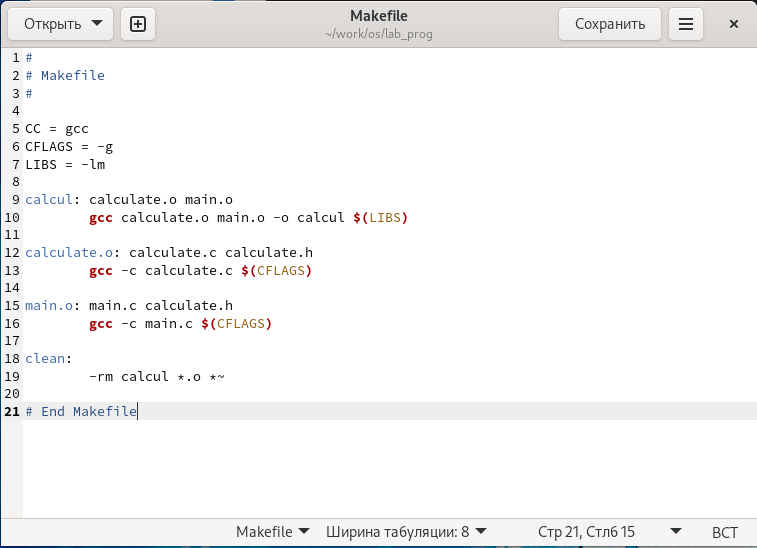 Открыть
Makefile
~/work/os/lab_prog
Сохранить
1 #
2 # Makefile
3 #
4
5 CC = gcc
6 CFLAGS = -g
7 LIBS = -lm
8
9 calcul: calculate.o main.o
10 gcc calculate.o main.o -o calcul $(LIBS)
11
12 calculate.o: calculate.c calculate.h
13 gcc -c calculate.c $(CFLAGS)
14
15 main.o: main.c calculate.h
16 gcc -c main.c $(CFLAGS)
17
18 clean:
19 -rm calcul *.o *~
20
21 # End Makefile
Makefile Ширина табуляции: 8 Стр 21, Стлб 15 ВСТ